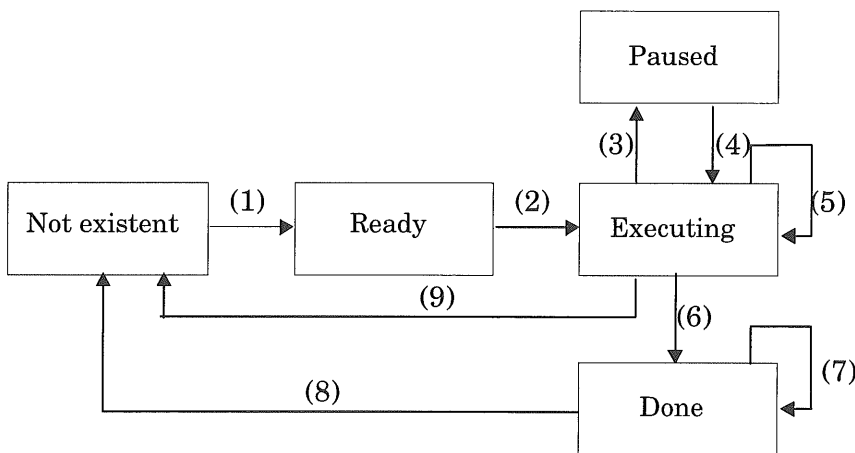 Paused
(3)
(4)
(1)
(2)
(5)
Not existent
Ready
Executing
(9)
(6)
(7)
(8)
Done